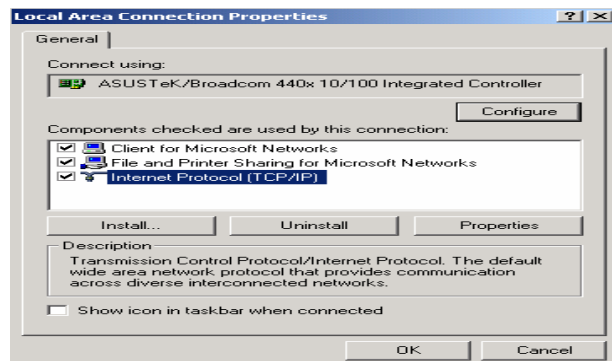 Local Area Connection Properties
General
Connect using:
ASUSTeK/Broadcom 440x 10/100 Integrated Controller
Configure
Components checked are used by this connection:
Client for Microsoft Networks
File and Printer Sharing for Microsoft Networks
Internet Protocol (TCP/IP)
Install... Uninstall Properties
Description
Transmission Control Protocol/Internet Protocol. The default
wide area network protocol that provides communication
across diverse interconnected networks.
Show icon in taskbar when connected
OK Cancel